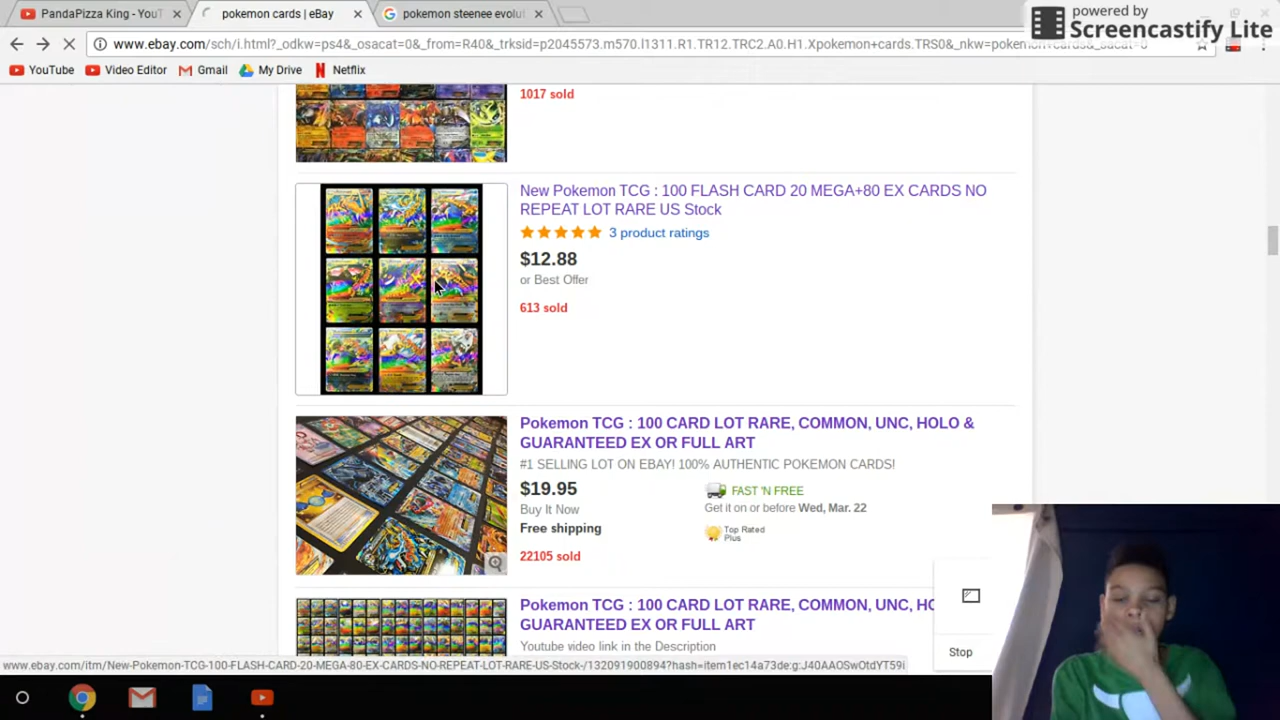 PandaPizza King - YouT
pokemon cards | eBay
pokemon steenee evolut
powered by
Screencastify Lite
www.ebay.com/sch/i.html?_odkw=ps4&_osacat=0&_from=R40&_trksid=p2045573.m570.l1311.R1.TR12.TRC2.A0.H1.Xpokemon+cards.TRS0&_nkw=pokemon+cards&_sacat=0
YouTube
Video Editor
Gmail
My Drive
Netflix
1017 sold
New Pokemon TCG : 100 FLASH CARD 20 MEGA+80 EX CARDS NO
REPEAT LOT RARE US Stock
3 product ratings
$12.88
or Best Offer
613 sold
Pokemon TCG : 100 CARD LOT RARE, COMMON, UNC, HOLO &
GUARANTEED EX OR FULL ART
#1 SELLING LOT ON EBAY! 100% AUTHENTIC POKEMON CARDS!
$19.95
FAST 'N FREE
Buy It Now
Get it on or before Wed, Mar. 22
Free shipping
Top Rated
Plus
22105 sold
Pokemon TCG : 100 CARD LOT RARE, COMMON, UNC, HO
GUARANTEED EX OR FULL ART
Youtube video link in the Description
Stop
www.ebay.com/itm/New-Pokemon-TCG-100-FLASH-CARD-20-MEGA-80-EX-CARDS-NO-REPEAT-LOT-RARE-US-Stock-/132091900894?hash=item1ec14a73de:g:J40AAOSwOtdYT59i